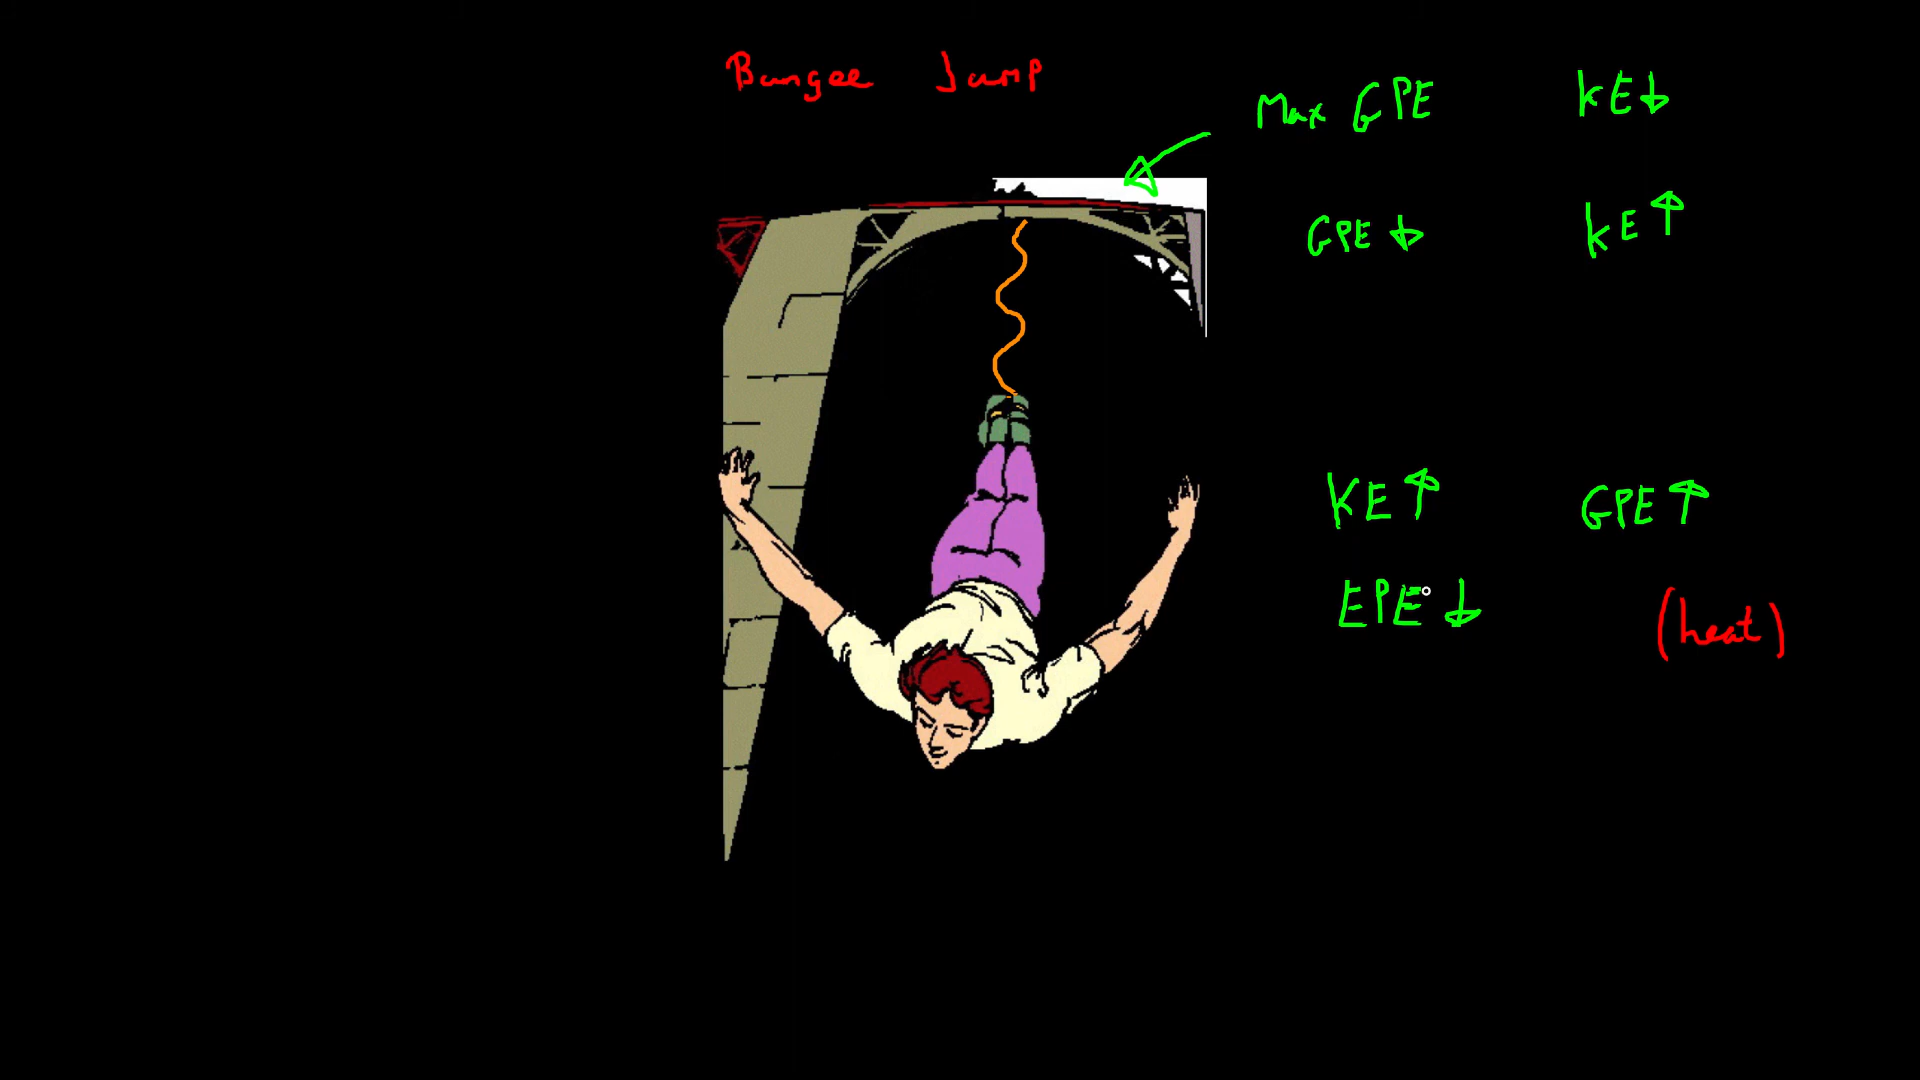 Bungee Jump
Max GPE KE↓
GPE ↓ KE↑
KE↑ GPE↑
EPE ↓ (heat)